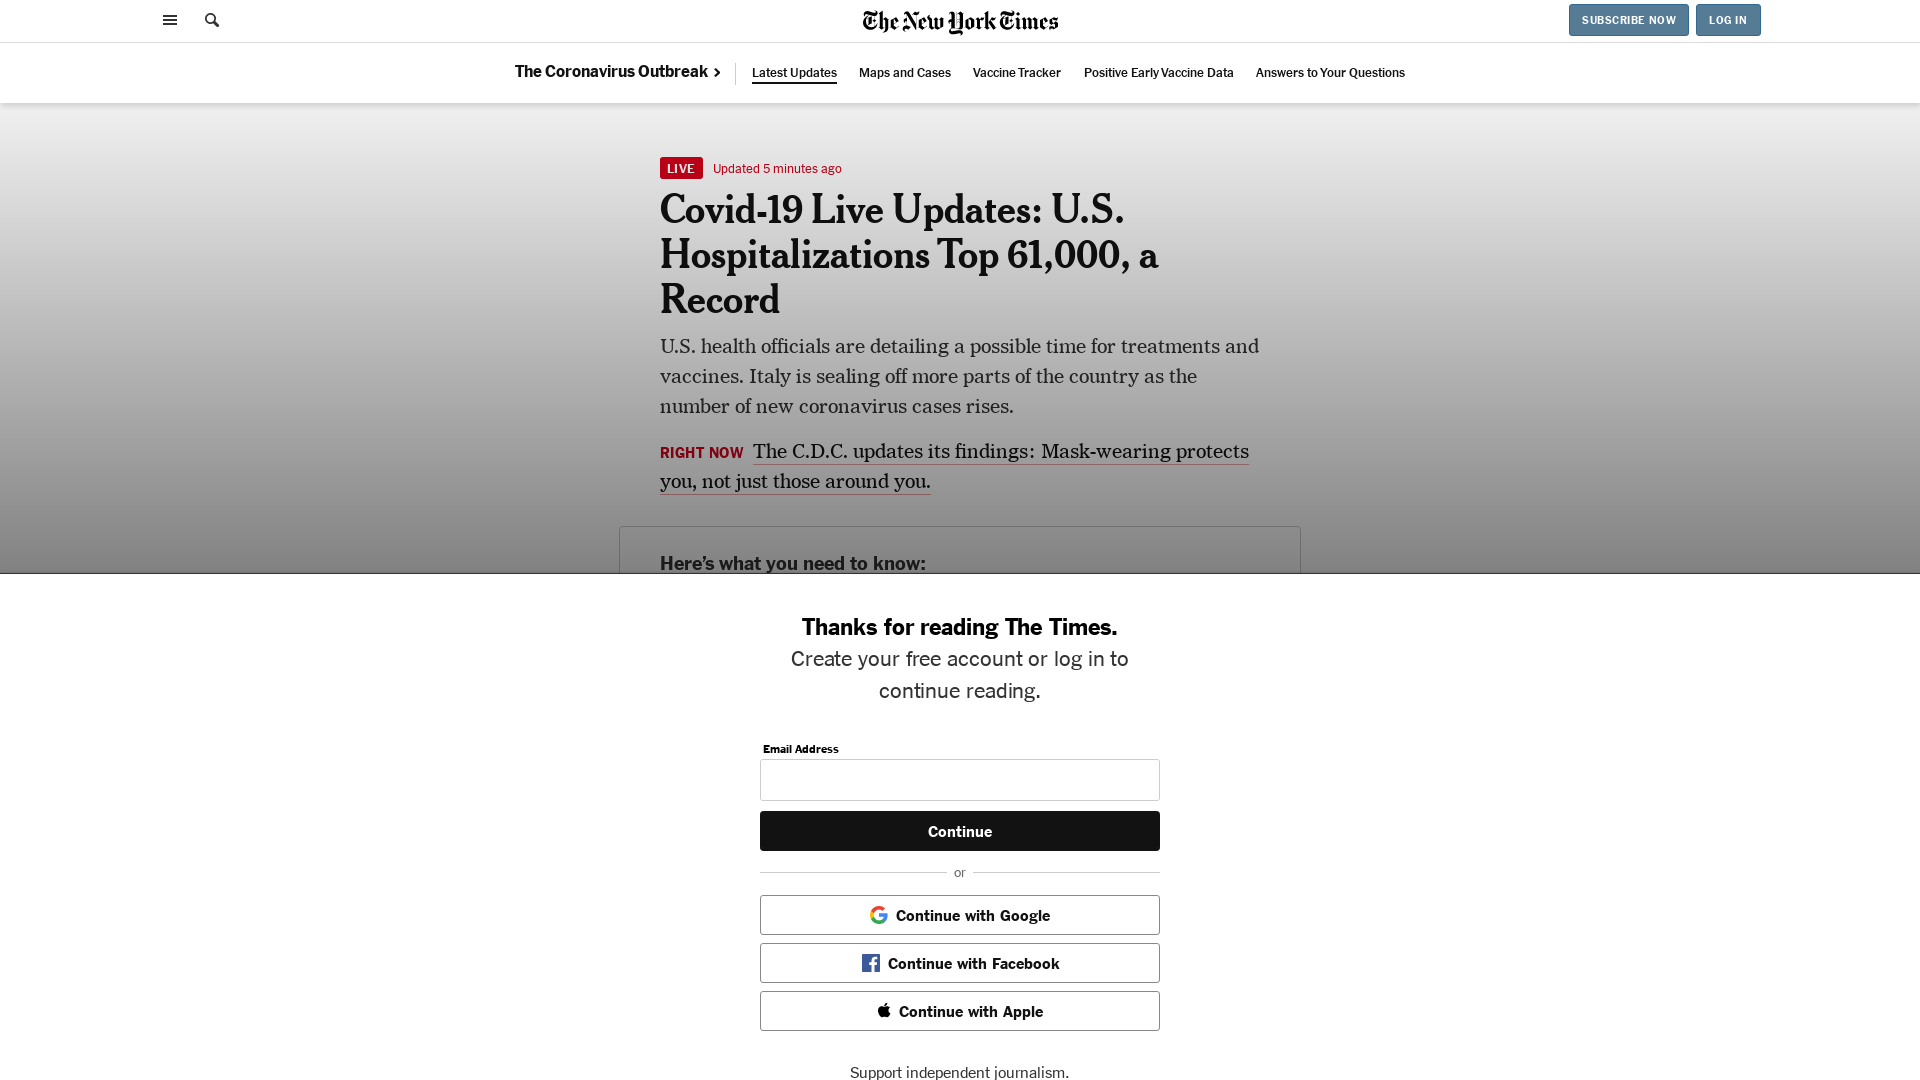 The New York Times
SUBSCRIBE NOW
LOG IN
The Coronavirus Outbreak
Latest Updates
Maps and Cases
Vaccine Tracker
Positive Early Vaccine Data
Answers to Your Questions
LIVE Updated 5 minutes ago
Covid-19 Live Updates: U.S.
Hospitalizations Top 61,000, a
Record
U.S. health officials are detailing a possible time for treatments and
vaccines. Italy is sealing off more parts of the country as the
number of new coronavirus cases rises.
RIGHT NOW The C.D.C. updates its findings: Mask-wearing protects
you, not just those around you.
Here’s what you need to know:
Thanks for reading The Times.
Create your free account or log in to
continue reading.
Email Address
Continue
or
Continue with Google
Continue with Facebook
Continue with Apple
Support independent journalism.